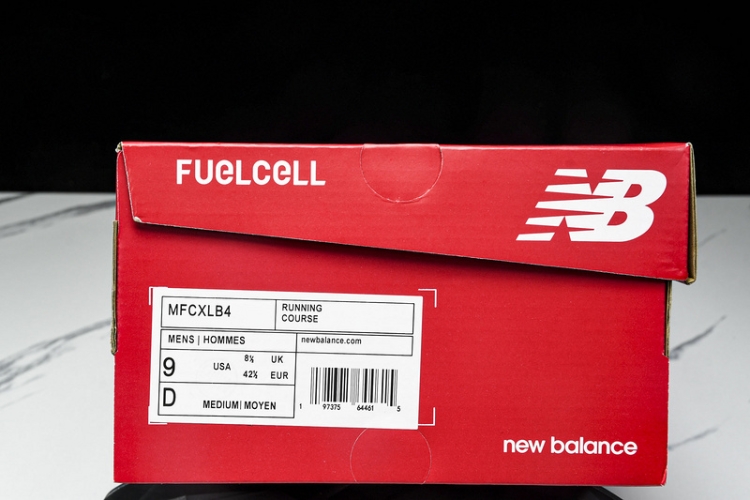 FUELCELL
NB
MFCXLB4
RUNNING
COURSE
MENS | HOMMES
newbalance.com
9 USA 8½ UK
42½ EUR
D MEDIUM | MOYEN
1 97375 64461 5
new balance